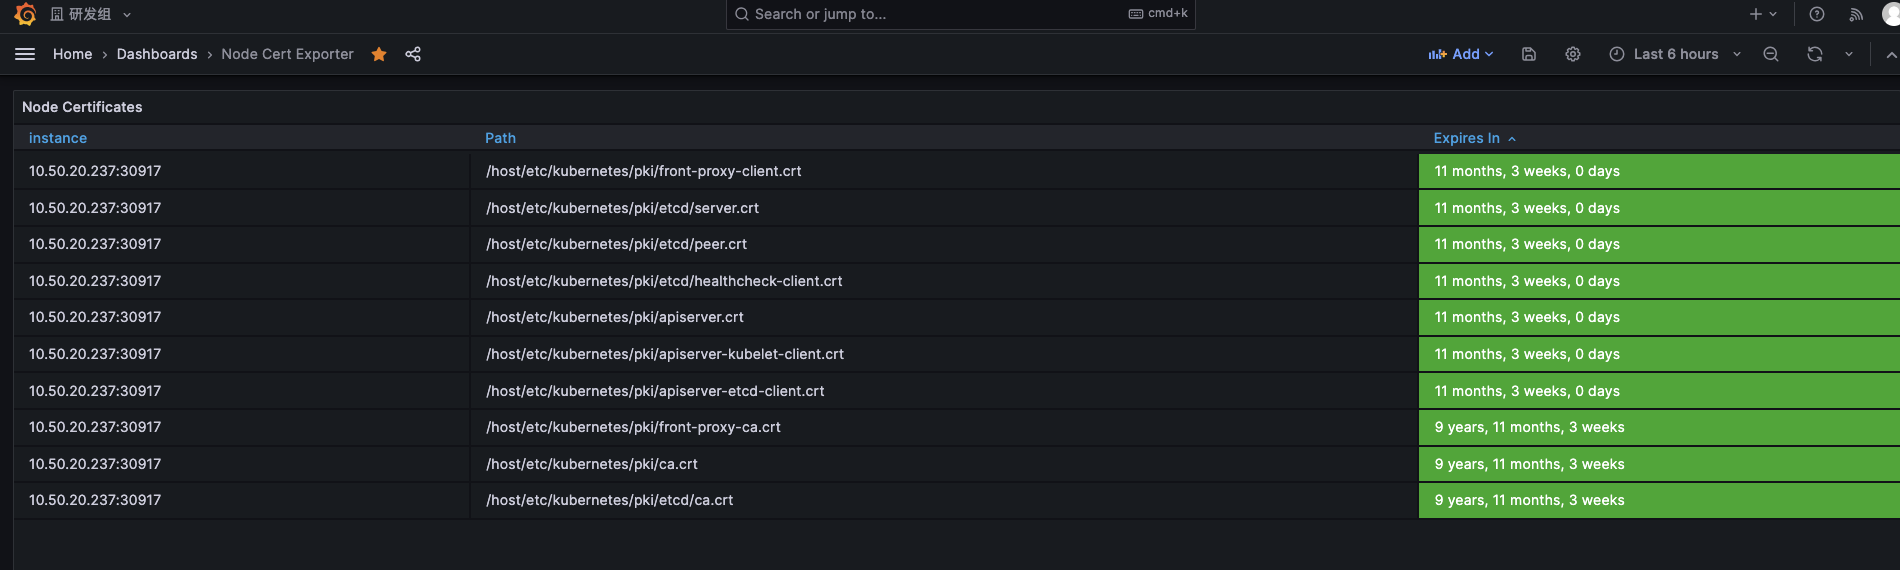 研发组 Search or jump to... cmd+k
Home › Dashboards › Node Cert Exporter Add Last 6 hours
Node Certificates
instance Path Expires In
10.50.20.237:30917 /host/etc/kubernetes/pki/front-proxy-client.crt 11 months, 3 weeks, 0 days
10.50.20.237:30917 /host/etc/kubernetes/pki/etcd/server.crt 11 months, 3 weeks, 0 days
10.50.20.237:30917 /host/etc/kubernetes/pki/etcd/peer.crt 11 months, 3 weeks, 0 days
10.50.20.237:30917 /host/etc/kubernetes/pki/etcd/healthcheck-client.crt 11 months, 3 weeks, 0 days
10.50.20.237:30917 /host/etc/kubernetes/pki/apiserver.crt 11 months, 3 weeks, 0 days
10.50.20.237:30917 /host/etc/kubernetes/pki/apiserver-kubelet-client.crt 11 months, 3 weeks, 0 days
10.50.20.237:30917 /host/etc/kubernetes/pki/apiserver-etcd-client.crt 11 months, 3 weeks, 0 days
10.50.20.237:30917 /host/etc/kubernetes/pki/front-proxy-ca.crt 9 years, 11 months, 3 weeks
10.50.20.237:30917 /host/etc/kubernetes/pki/ca.crt 9 years, 11 months, 3 weeks
10.50.20.237:30917 /host/etc/kubernetes/pki/etcd/ca.crt 9 years, 11 months, 3 weeks